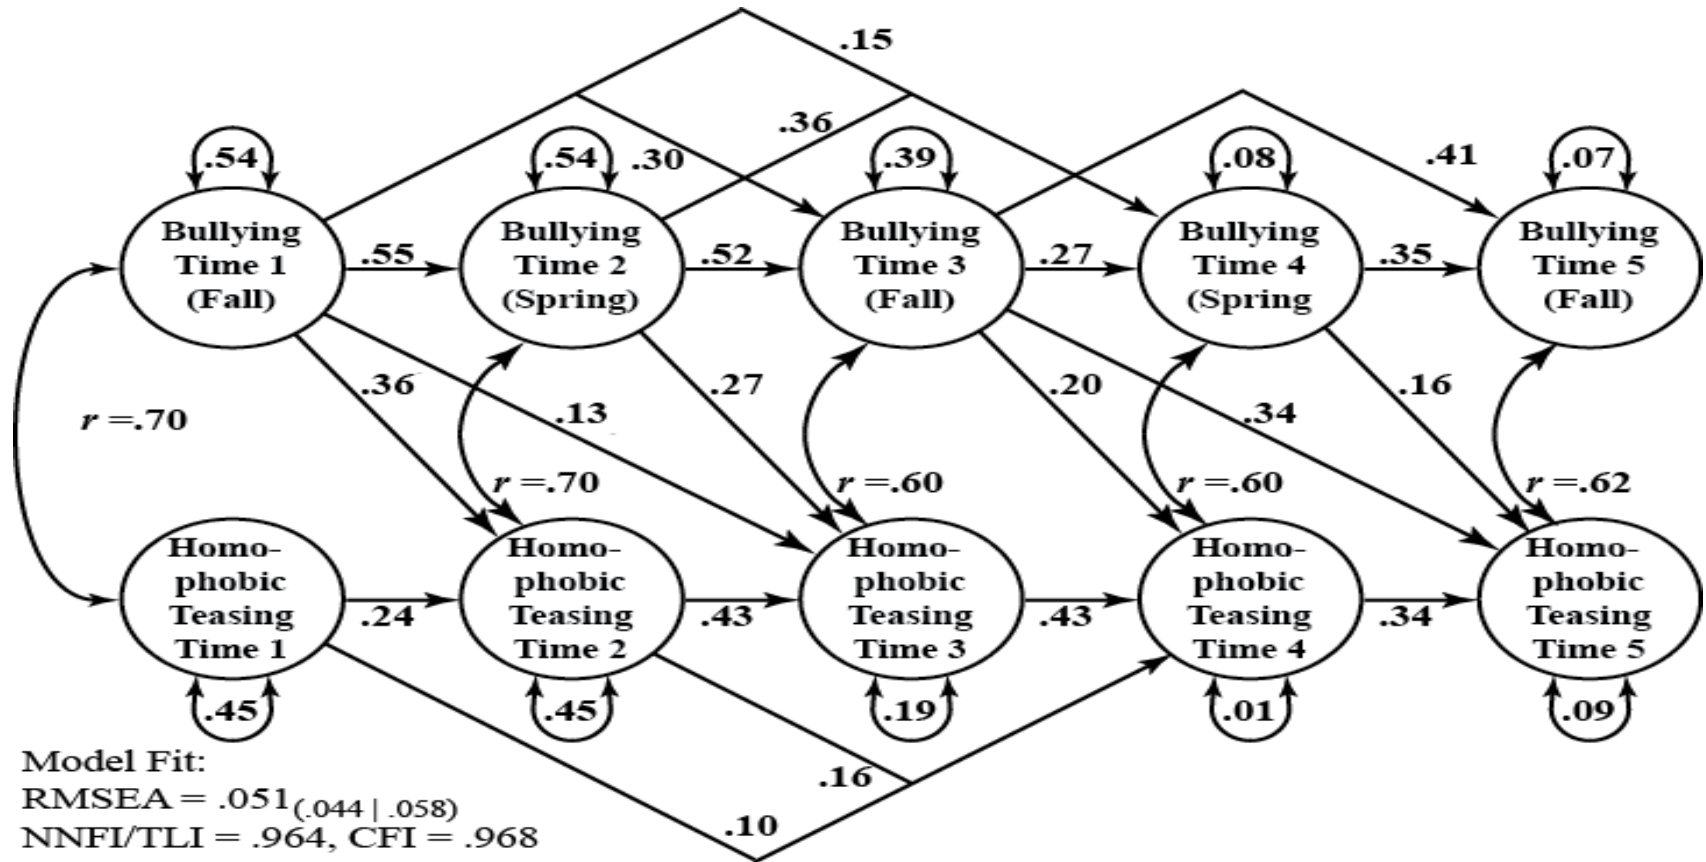 .15
.36
.30
.41
.54
.54
.39
.08
.07
Bullying
Time 1
(Fall)
.55
Bullying
Time 2
(Spring)
.52
Bullying
Time 3
(Fall)
.27
Bullying
Time 4
(Spring
.35
Bullying
Time 5
(Fall)
r =.70
.36
.13
.27
.20
.34
.16
r =.70
r =.60
r =.60
r =.62
Homo-
phobic
Teasing
Time 1
.24
Homo-
phobic
Teasing
Time 2
.43
Homo-
phobic
Teasing
Time 3
.43
Homo-
phobic
Teasing
Time 4
.34
Homo-
phobic
Teasing
Time 5
.45
.45
.19
.01
.09
.16
.10
Model Fit:
RMSEA = .051(.044 | .058)
NNFI/TLI = .964, CFI = .968